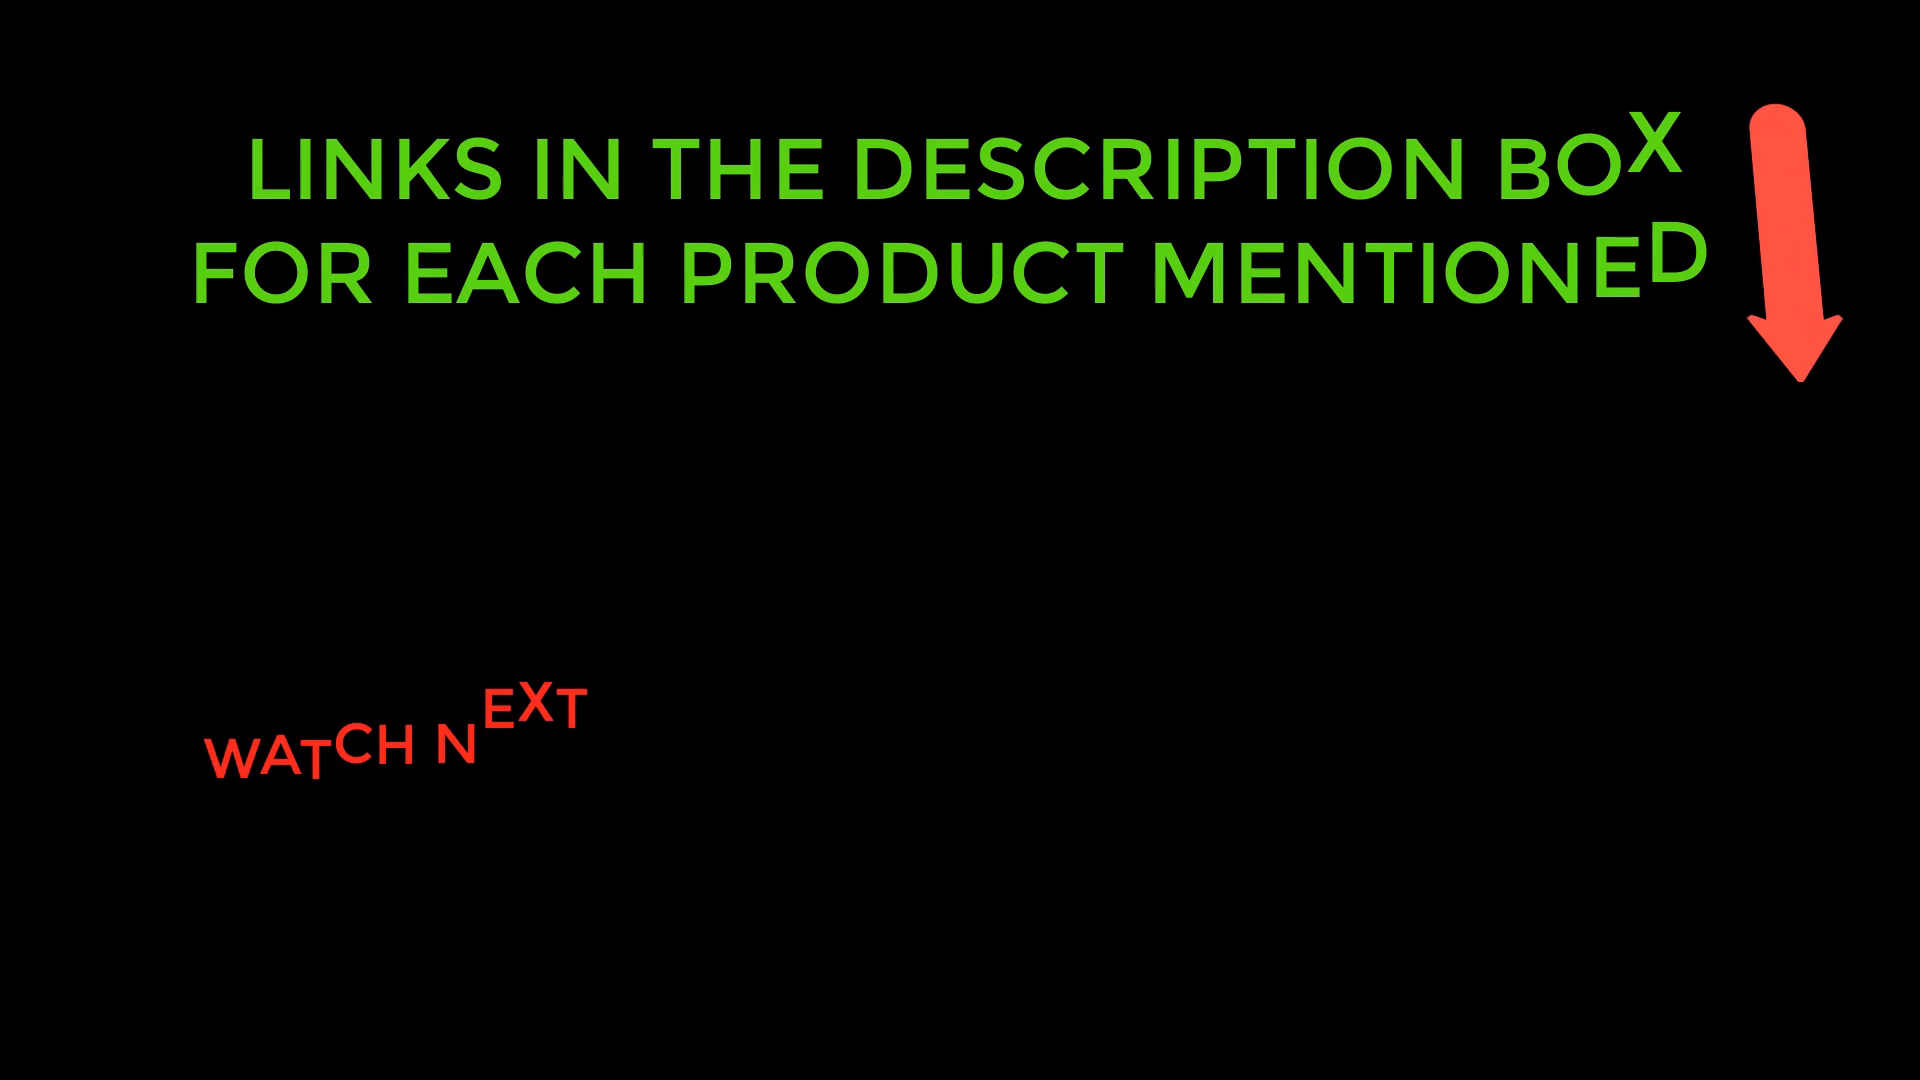 LINKS IN THE DESCRIPTION BOX
FOR EACH PRODUCT MENTIONED
WATCH NEXT